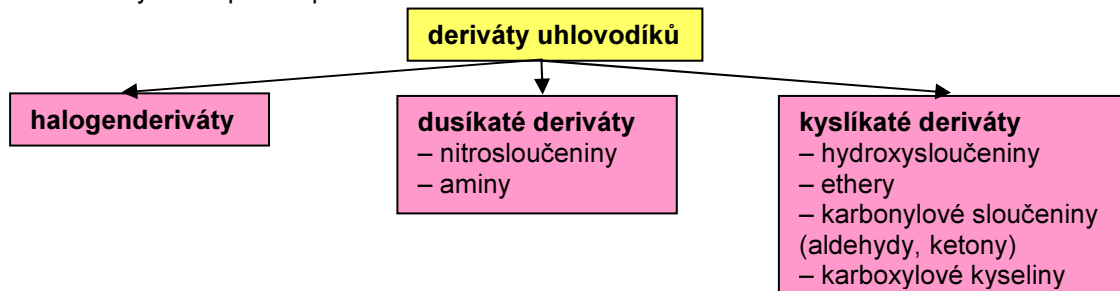 deriváty uhlovodíků
halogenderiváty
dusíkaté deriváty
– nitrosloučeniny
– aminy
kyslíkaté deriváty
– hydroxysloučeniny
– ethery
– karbonylové sloučeniny
(aldehydy, ketony)
– karboxylové kyseliny